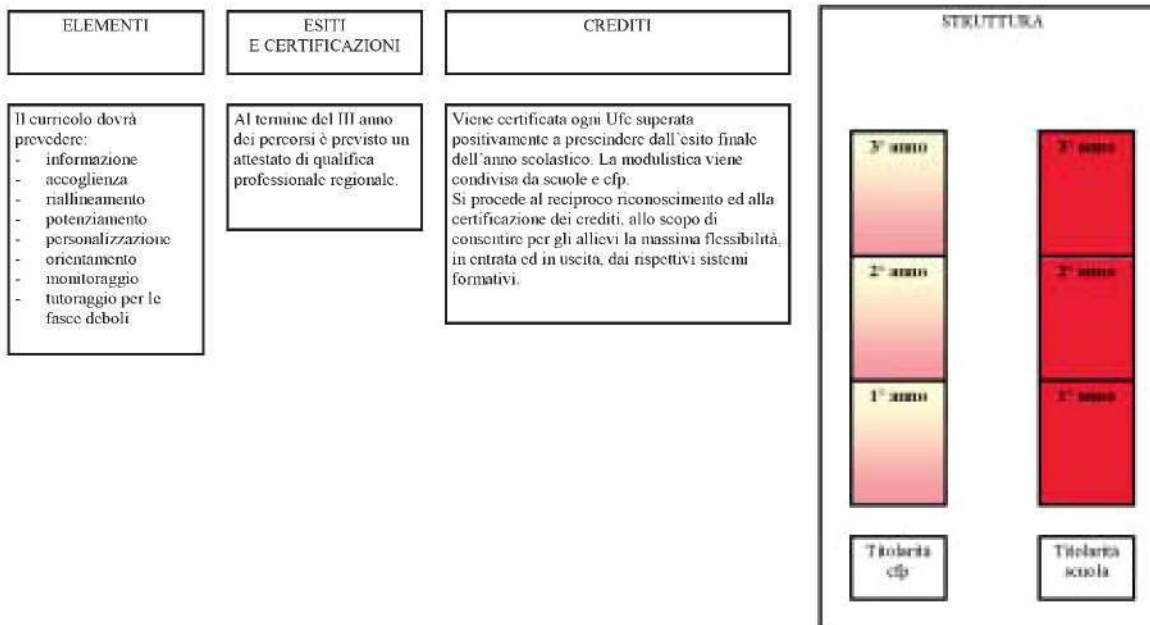 ELEMENTI
Il curricolo dovrà
prevedere:
- informazione
- accoglienza
- riallineamento
- potenziamento
- personalizzazione
- orientamento
- monitoraggio
- tutoraggio per le
fasce deboli
ESITI
E CERTIFICAZIONI
Al termine del III anno
dei percorsi è previsto un
attestato di qualifica
professionale regionale.
CREDITI
Viene certificata ogni Ufc superata
positivamente a prescindere dall'esito finale
dell'anno scolastico. La modulistica viene
condivisa da scuole e cfp.
Si procede al reciproco riconoscimento ed alla
certificazione dei crediti, allo scopo di
consentire per gli allievi la massima flessibilità,
in entrata ed in uscita, dai rispettivi sistemi
formativi.
STRUTTURA
3° anno
2° anno
1° anno
Titolarità
cfp
3° anno
2° anno
1° anno
Titolarità
scuola